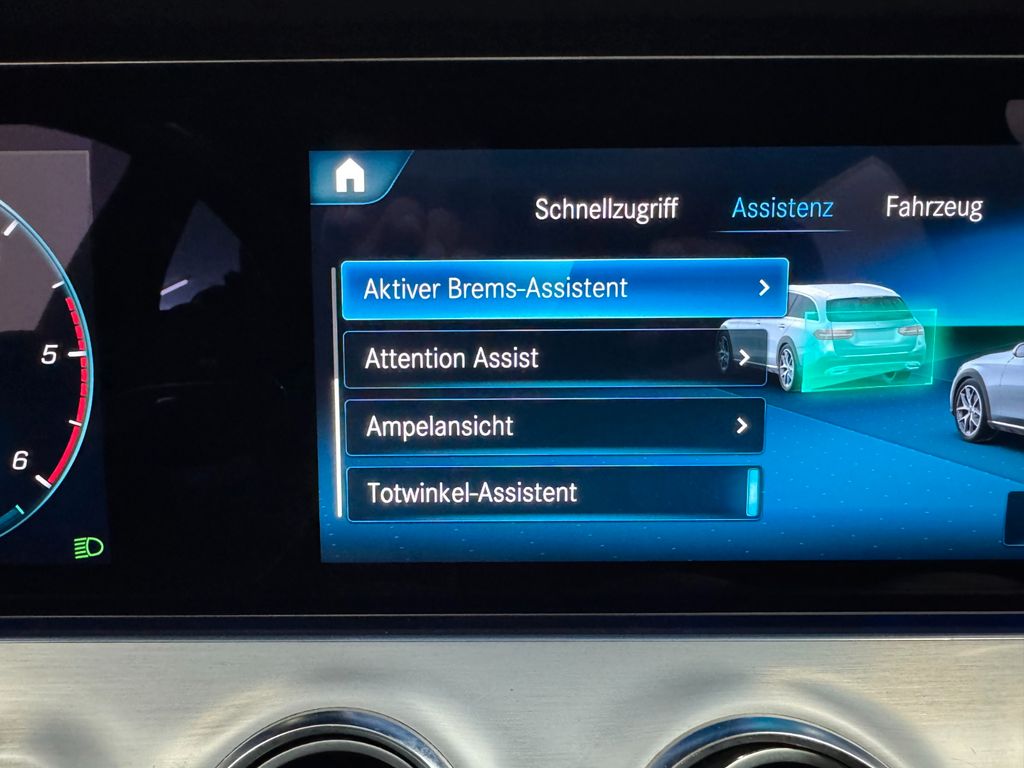 Schnellzugriff Assistenz Fahrzeug
Aktiver Brems-Assistent
Attention Assist
Ampelansicht
Totwinkel-Assistent
5
6